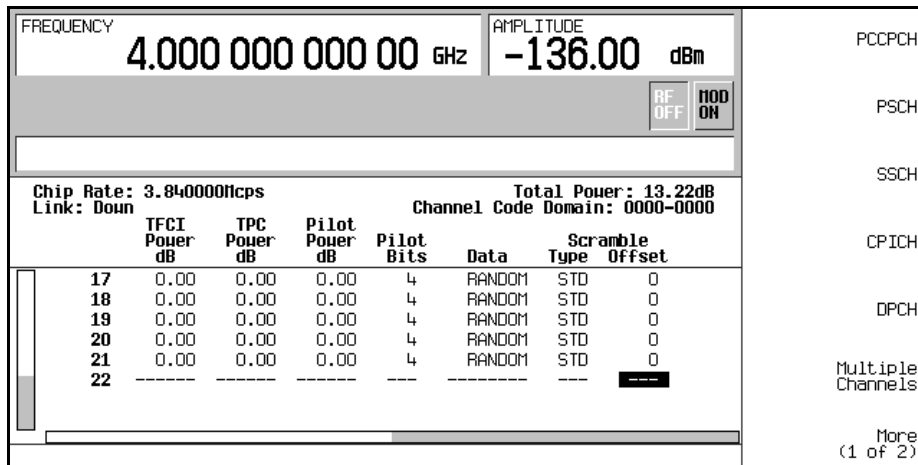 FREQUENCY
4.000 000 000 00 GHz
AMPLITUDE
-136.00 dBm
RF OFF
MOD ON
Chip Rate: 3.840000Mcps
Total Power: 13.22dB
Link: Down
Channel Code Domain: 0000-0000
TFCI Power dB
TPC Power dB
Pilot Power dB
Pilot Bits
Data
Scramble
Type Offset
17 0.00 0.00 0.00 4 RANDOM STD 0
18 0.00 0.00 0.00 4 RANDOM STD 0
19 0.00 0.00 0.00 4 RANDOM STD 0
20 0.00 0.00 0.00 4 RANDOM STD 0
21 0.00 0.00 0.00 4 RANDOM STD 0
22 ------ ------ ------ --- -------- --- ---
PCCPCH
PSCH
SSCH
CPICH
DPCH
Multiple
Channels
More
(1 of 2)